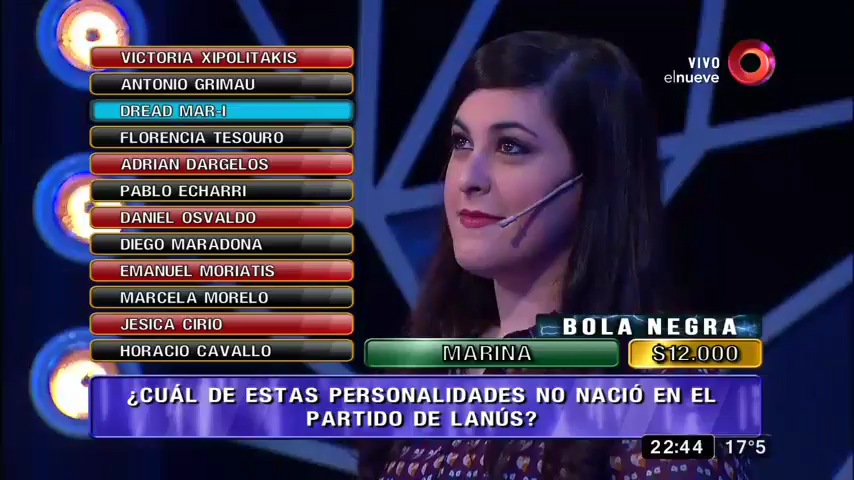 VICTORIA XIPOLITAKIS
ANTONIO GRIMAU
DREAD MAR-I
FLORENCIA TESOURO
ADRIAN DARGELOS
PABLO ECHARRI
DANIEL OSVALDO
DIEGO MARADONA
EMANUEL MORIATIS
MARCELA MORELO
JESICA CIRIO
HORACIO CAVALLO
VIVO
elnueve
BOLA NEGRA
MARINA
$12.000
¿CUÁL DE ESTAS PERSONALIDADES NO NACIÓ EN EL
PARTIDO DE LANÚS?
22:44 17°5